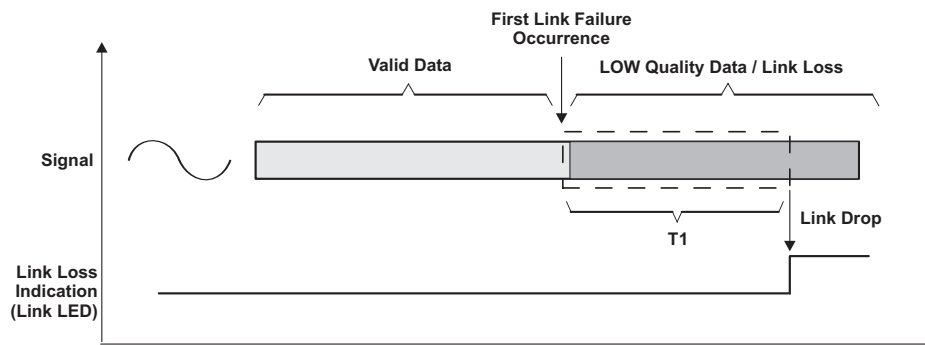 First Link Failure
Occurrence
Valid Data
LOW Quality Data / Link Loss
Signal
T1
Link Drop
Link Loss
Indication
(Link LED)